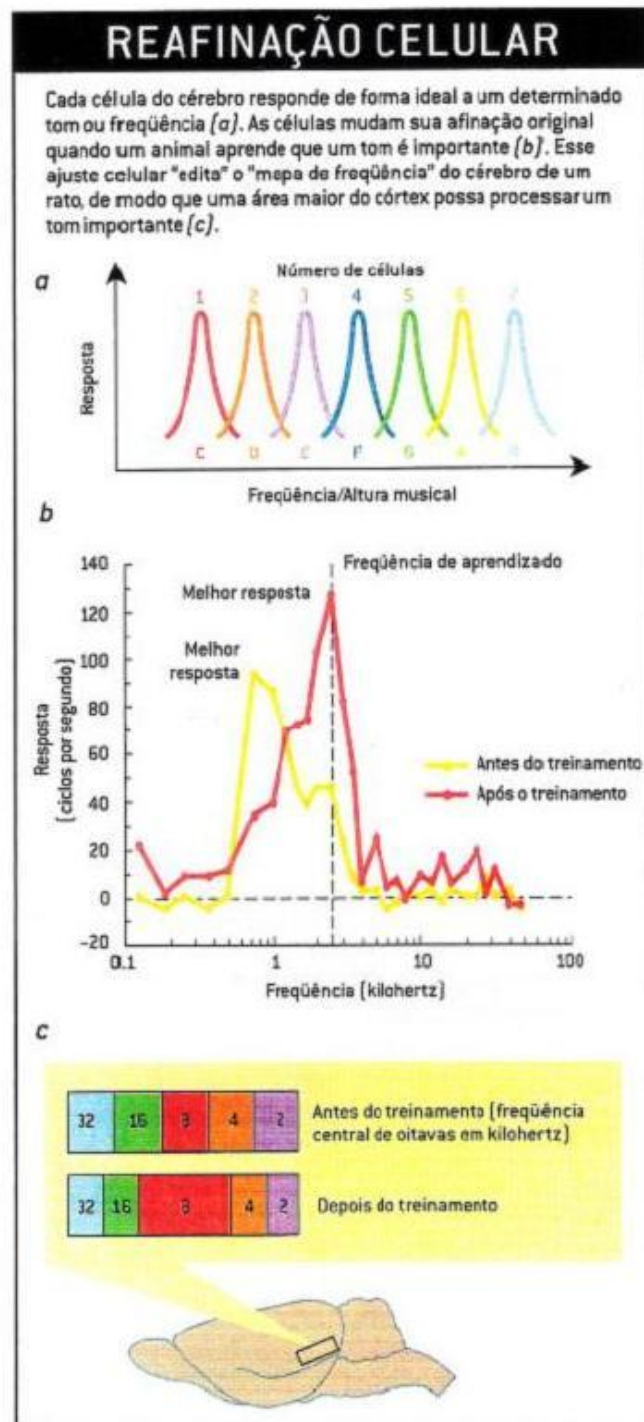 REAFINAÇÃO CELULAR
Cada célula do cérebro responde de forma ideal a um determinado
tom ou freqüência (a). As células mudam sua afinação original
quando um animal aprende que um tom é importante (b). Esse
ajuste celular "edita" o "mapa de freqüência" do cérebro de um
rato, de modo que uma área maior do córtex possa processar um
tom importante (c).
a
Número de células
1 2 3 4 5 6 7
Resposta
C D E F G A
Freqüência/Altura musical
b
140
120
100
80
60
40
20
0
-20
Resposta
(ciclos por segundo)
Freqüência de aprendizado
Melhor resposta
Melhor
resposta
Antes do treinamento
Após o treinamento
0.1 1 10 100
Freqüência (kilohertz)
c
32 16 8 4 2
Antes do treinamento (freqüência
central de oitavas em kilohertz)
32 16 8 4 2
Depois do treinamento